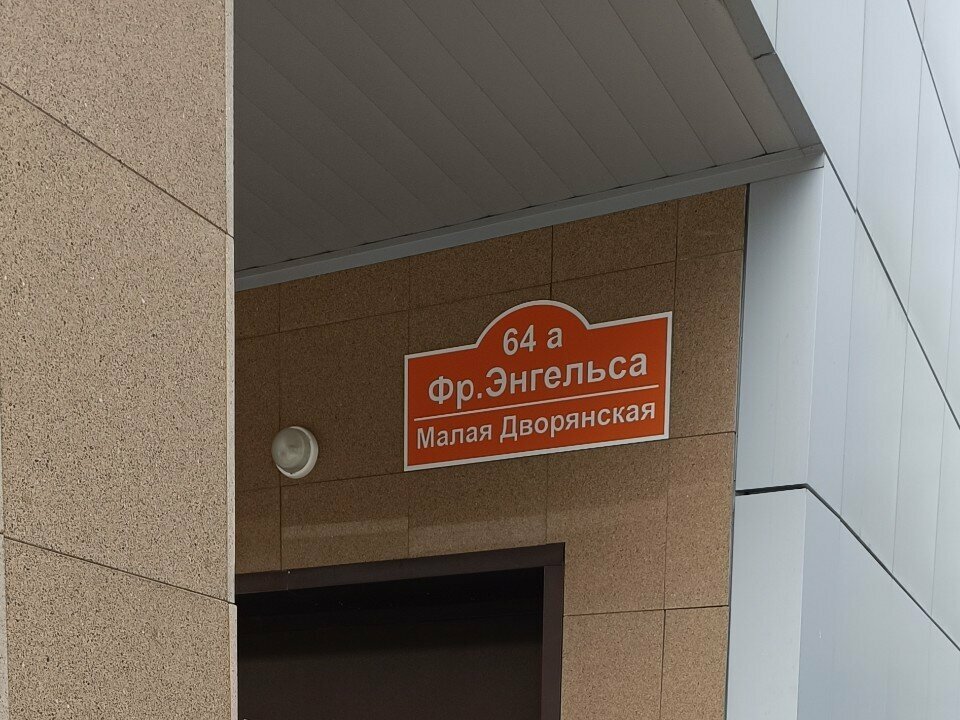 64 а
Фр.Энгельса
Малая Дворянская